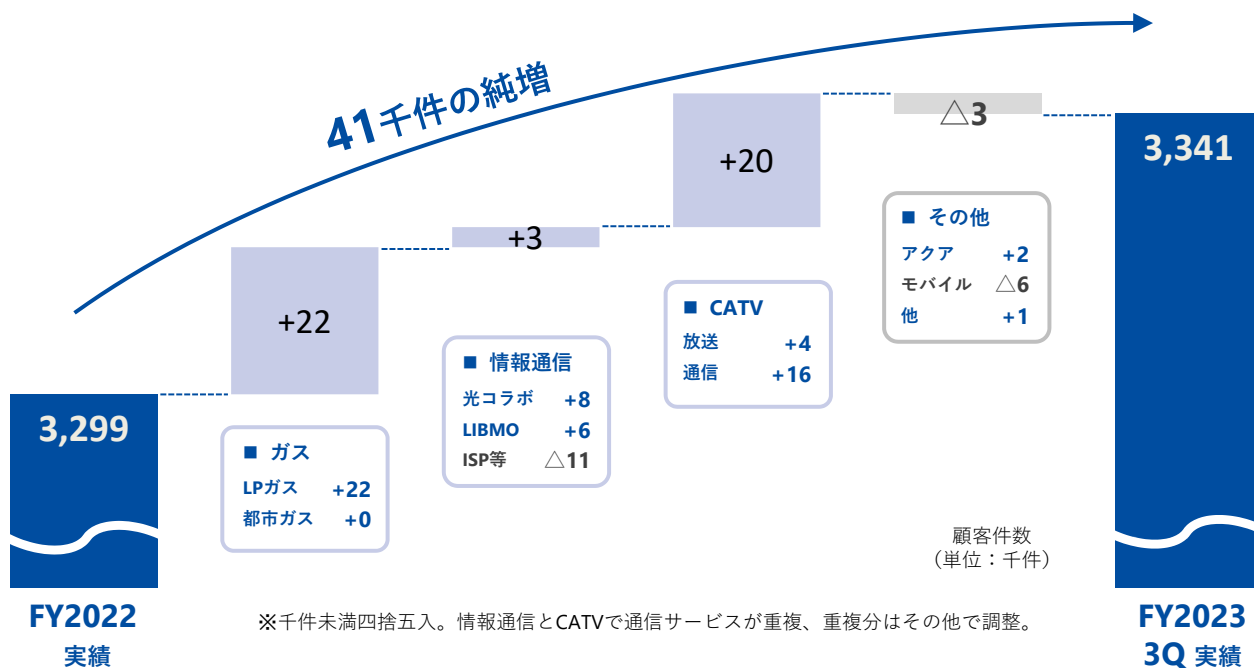 41千件の純増
3,299
FY2022
実績
+22
■ ガス
LPガス +22
都市ガス +0
+3
■ 情報通信
光コラボ +8
LIBMO +6
ISP等 △11
+20
■ CATV
放送 +4
通信 +16
△3
■ その他
アクア +2
モバイル △6
他 +1
3,341
FY2023
3Q 実績
顧客件数
（単位：千件）
※千件未満四捨五入。情報通信とCATVで通信サービスが重複、重複分はその他で調整。